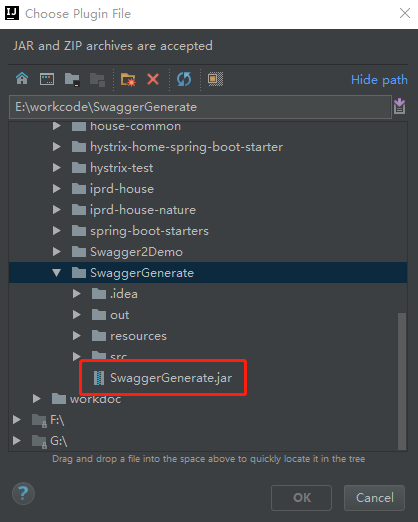 Choose Plugin File
JAR and ZIP archives are accepted
Hide path
E:\workcode\SwaggerGenerate
house-common
hystrix-home-spring-boot-starter
hystrix-test
iprd-house
iprd-house-nature
spring-boot-starters
Swagger2Demo
SwaggerGenerate
.idea
out
resources
src
SwaggerGenerate.jar
workdoc
F:\
G:\
Drag and drop a file into the space above to quickly locate it in the tree
?
OK
Cancel